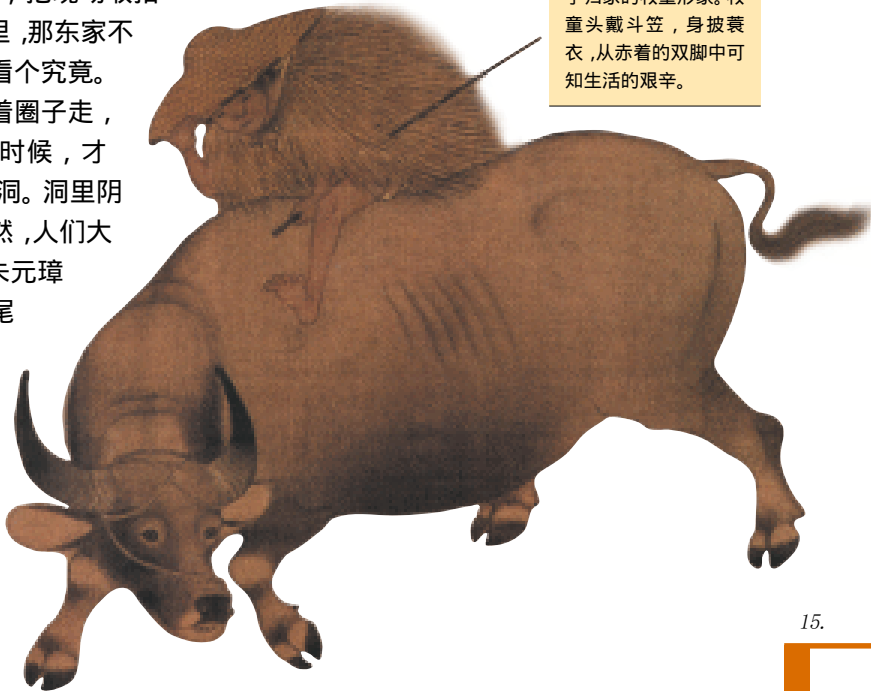 里 ,那东家不
看个究竟。
着圈子走 ,
时候 , 才
洞。洞里阴
然 ,人们大
朱元璋
尾
童头戴斗笠 , 身披蓑
衣 ,从赤着的双脚中可
知生活的艰辛。
15.